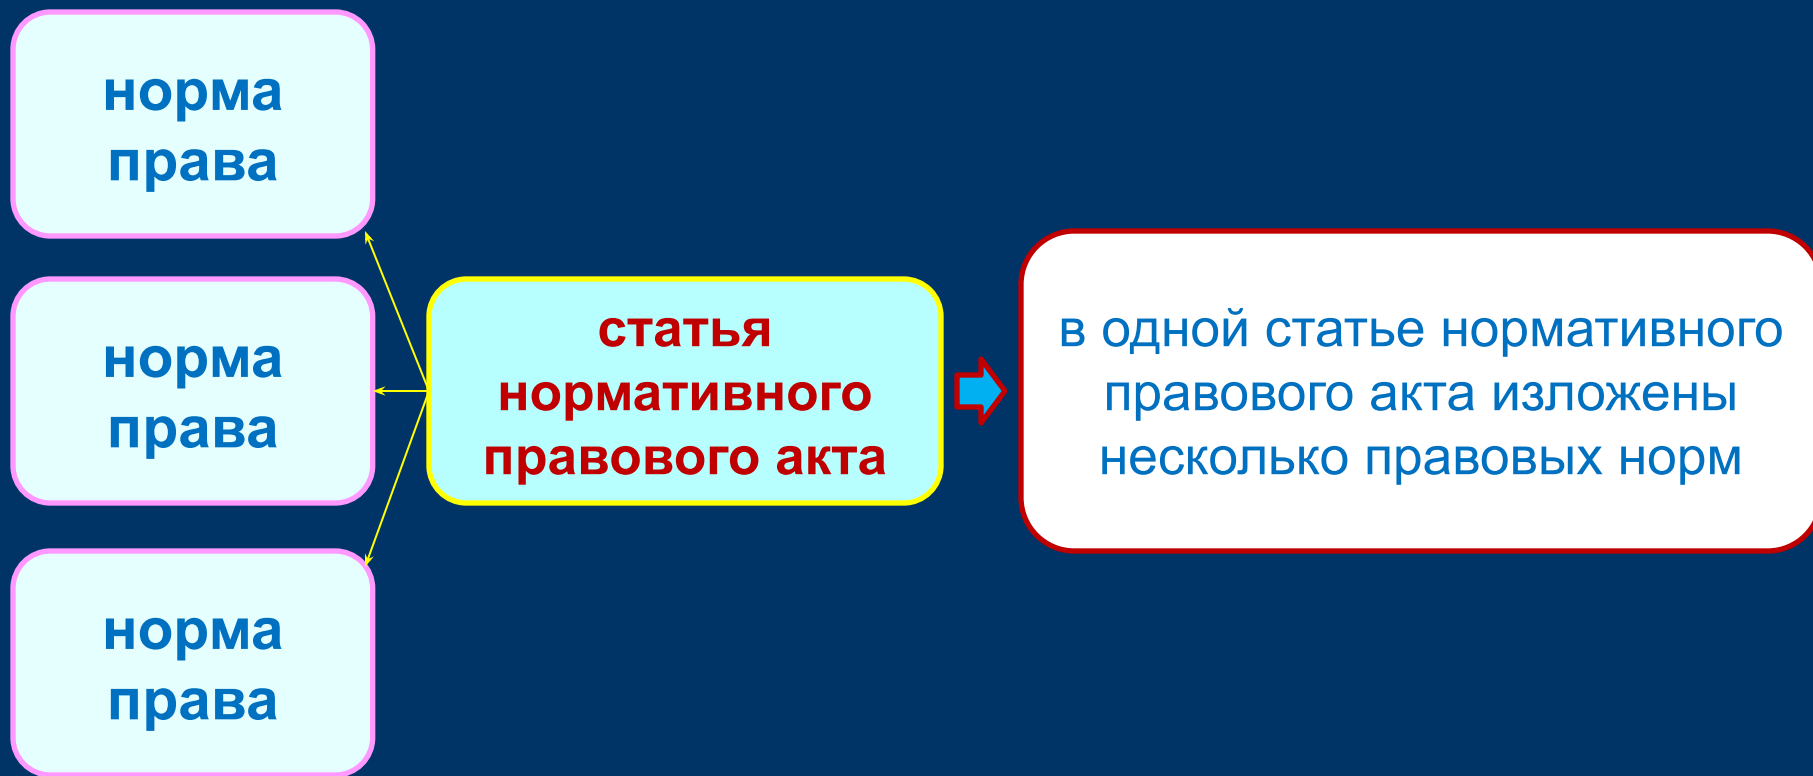 норма
права
норма
права
норма
права
статья
нормативного
правового акта
в одной статье нормативного
правового акта изложены
несколько правовых норм